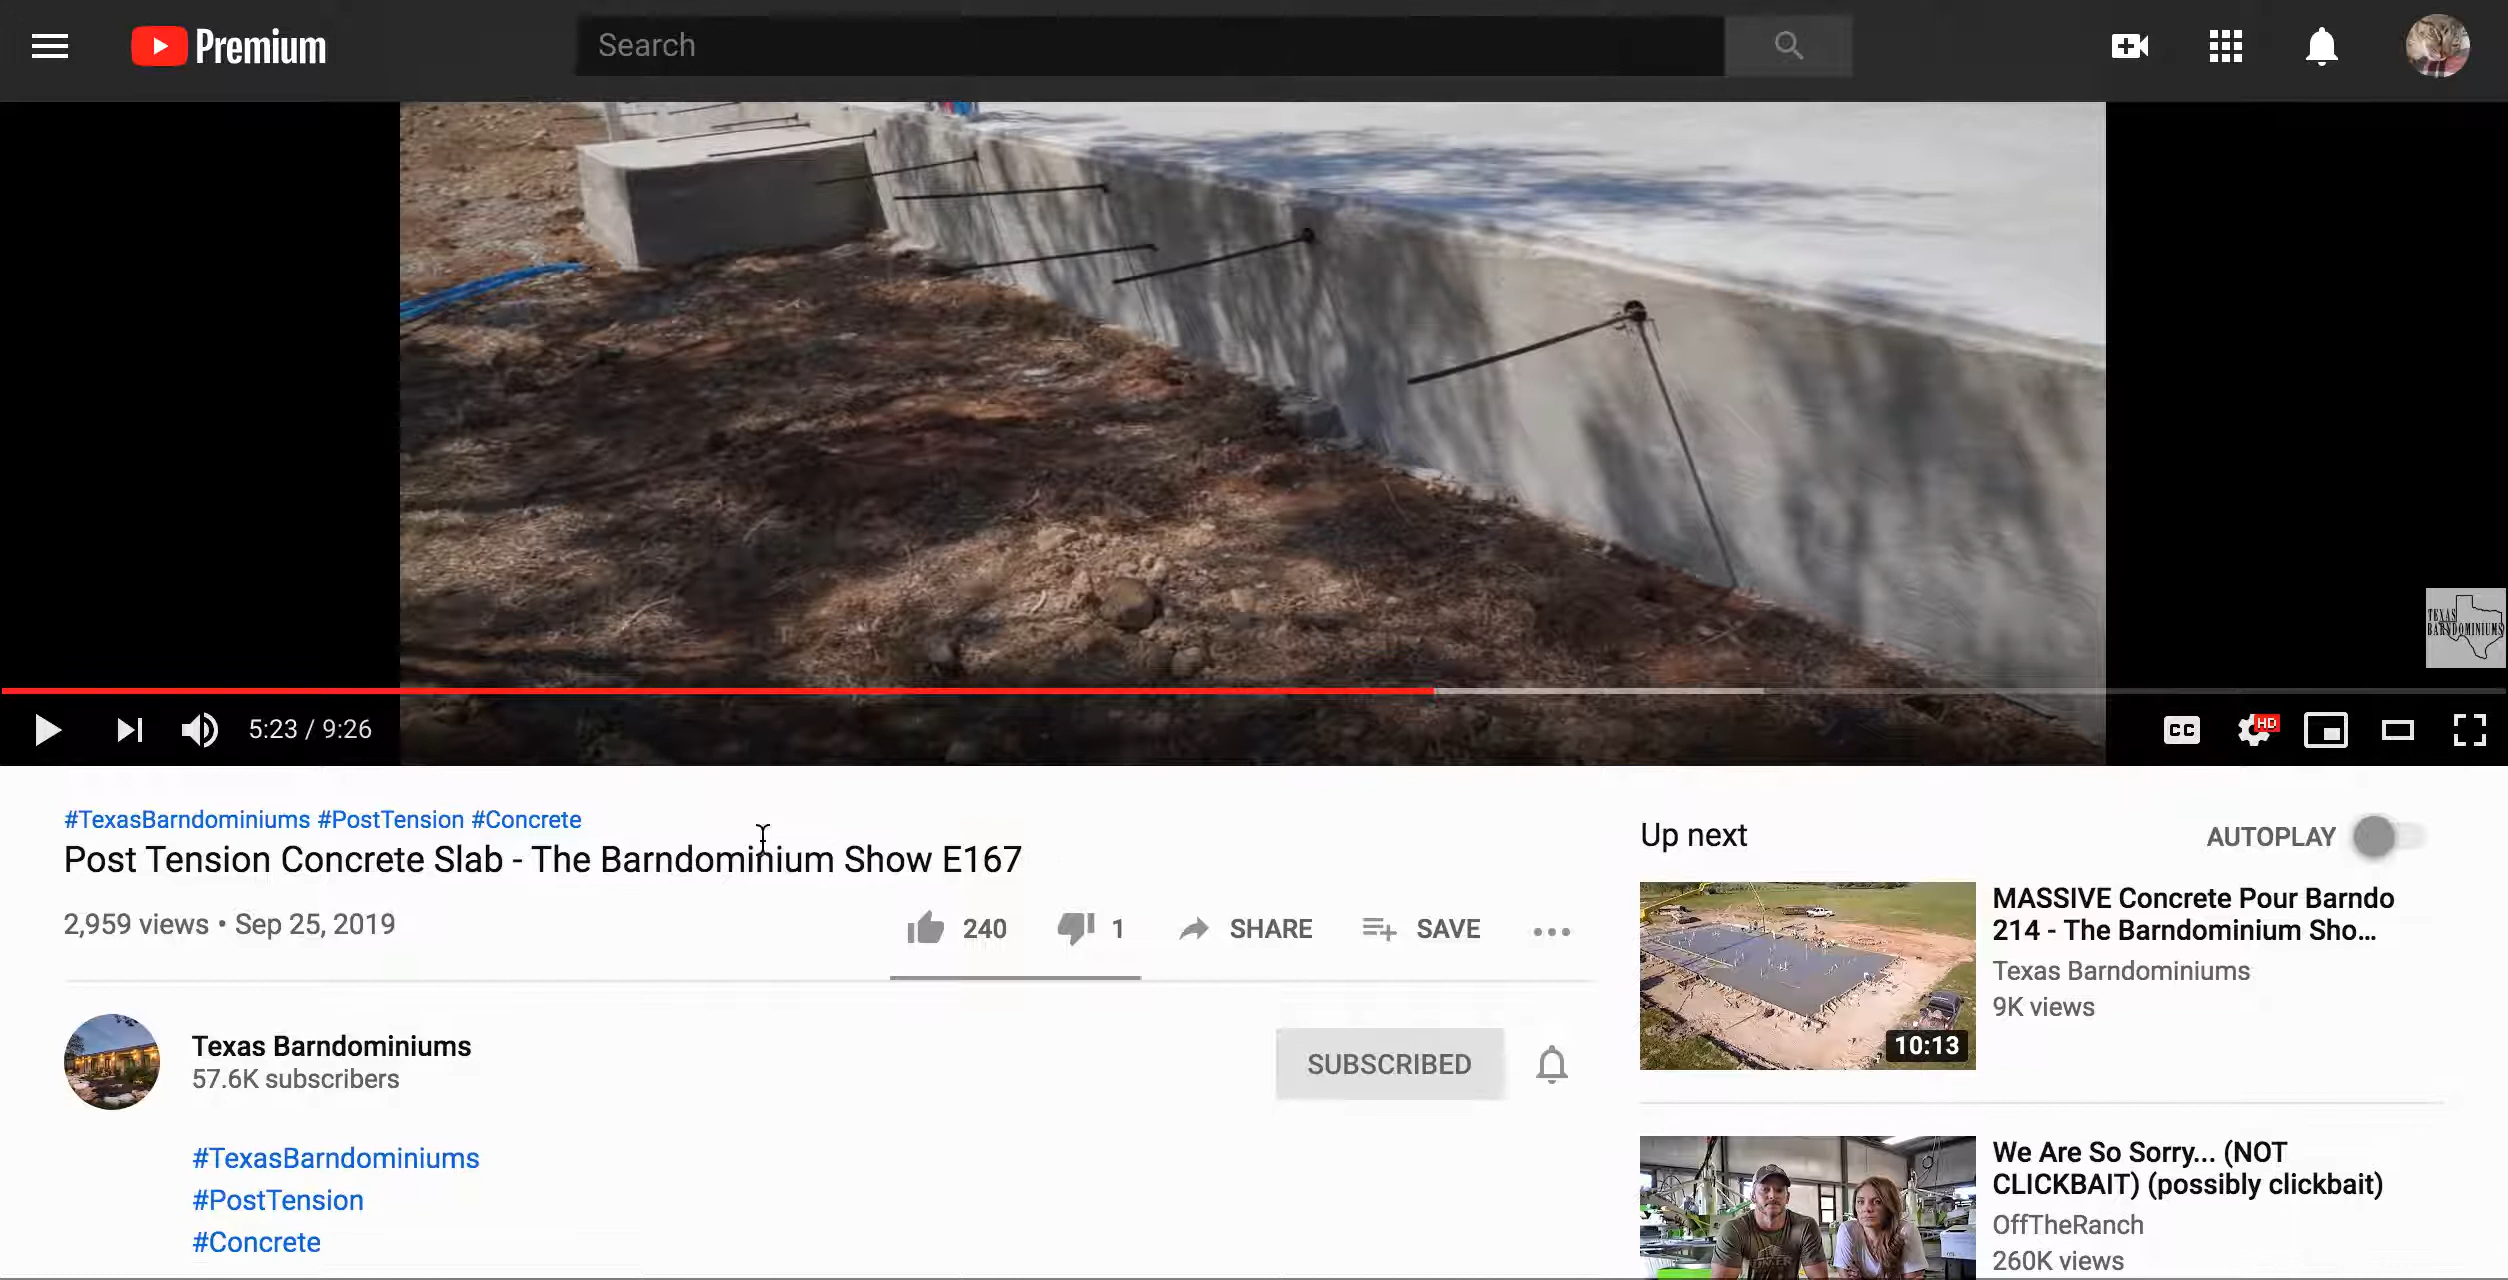 Premium
Search
TEXAS
BARNDOMINIUMS
5:23 / 9:26
CC
HD
#TexasBarndominiums #PostTension #Concrete
Post Tension Concrete Slab - The Barndominium Show E167
2,959 views • Sep 25, 2019
240
1
SHARE
SAVE
Texas Barndominiums
57.6K subscribers
SUBSCRIBED
#TexasBarndominiums
#PostTension
#Concrete
Up next
AUTOPLAY
10:13
MASSIVE Concrete Pour Barndo
214 - The Barndominium Sho...
Texas Barndominiums
9K views
We Are So Sorry... (NOT
CLICKBAIT) (possibly clickbait)
OffTheRanch
260K views